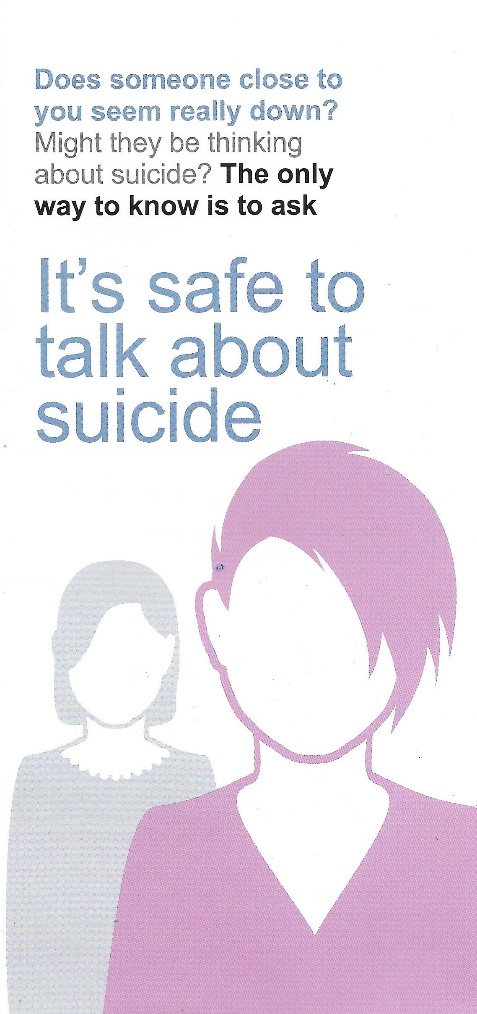 Does someone close to
you seem really down?
Might they be thinking
about suicide? The only
way to know is to ask
It's safe to
talk about
suicide